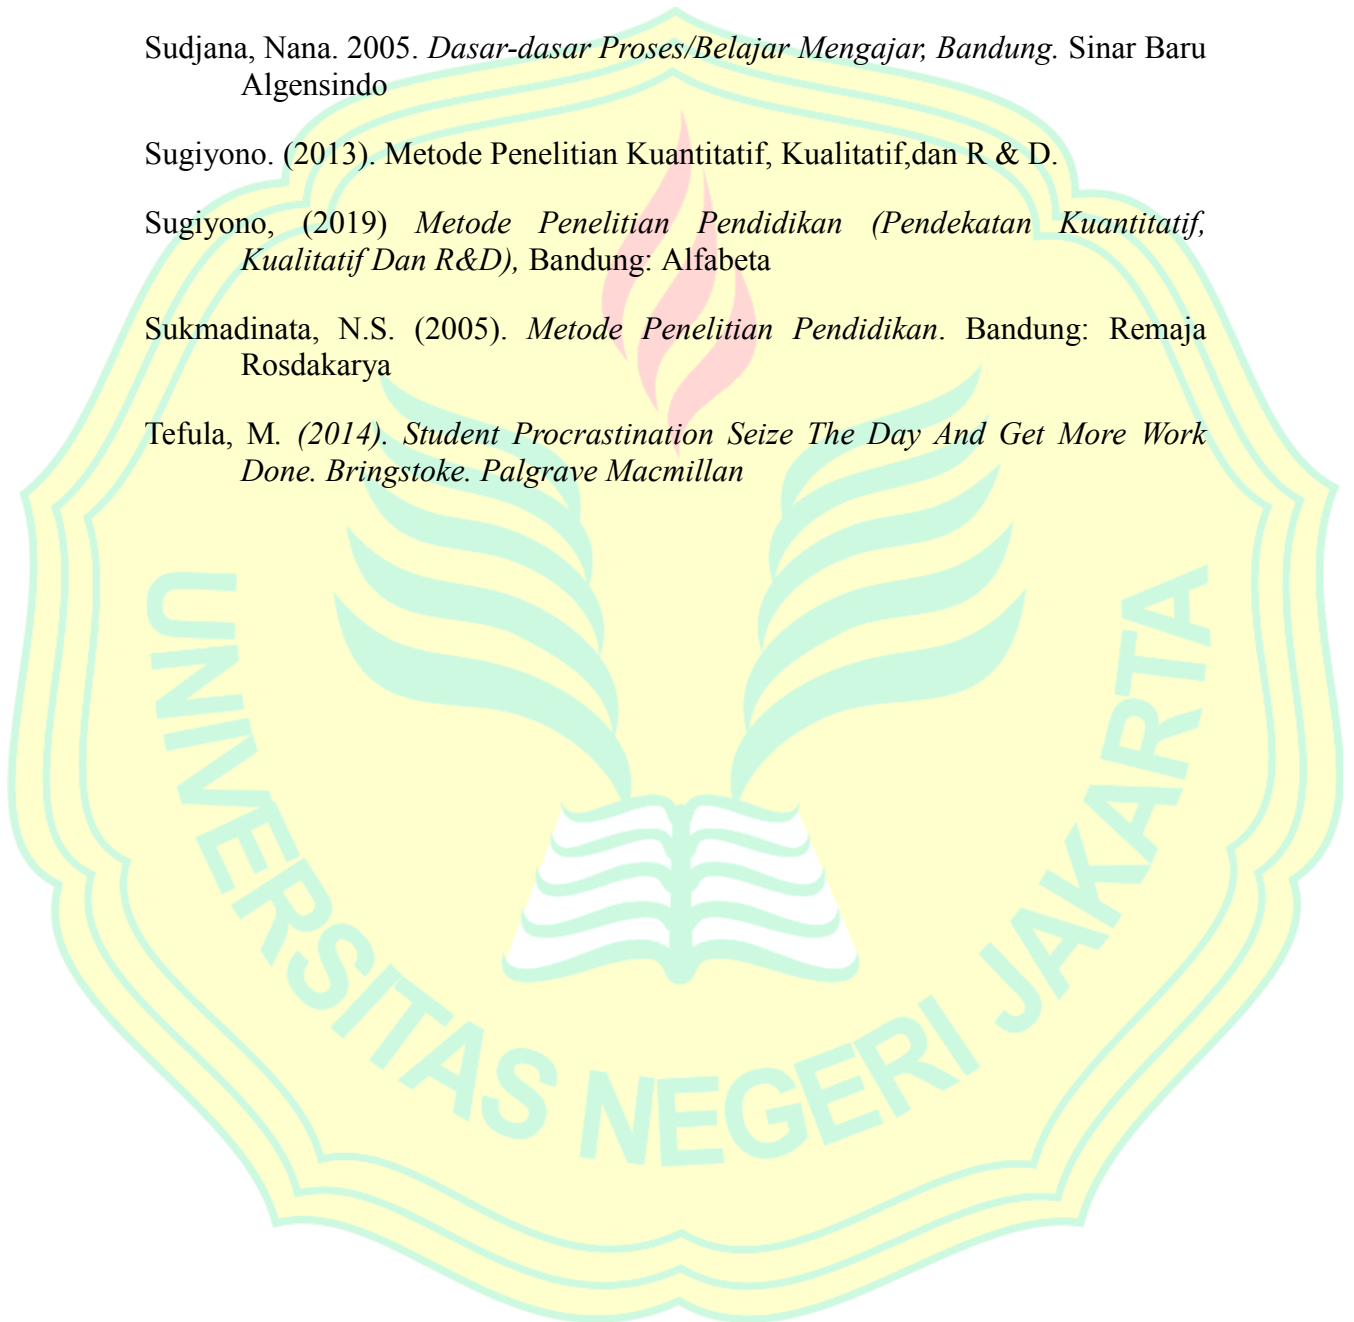 Sudjana, Nana. 2005. Dasar-dasar Proses/Belajar Mengajar, Bandung. Sinar Baru
Algensindo
Sugiyono. (2013). Metode Penelitian Kuantitatif, Kualitatif,dan R & D.
Sugiyono, (2019) Metode Penelitian Pendidikan (Pendekatan Kuantitatif,
Kualitatif Dan R&D), Bandung: Alfabeta
Sukmadinata, N.S. (2005). Metode Penelitian Pendidikan. Bandung: Remaja
Rosdakarya
Tefula, M. (2014). Student Procrastination Seize The Day And Get More Work
Done. Bringstoke. Palgrave Macmillan
UNIVERSITAS NEGERI JAKARTA